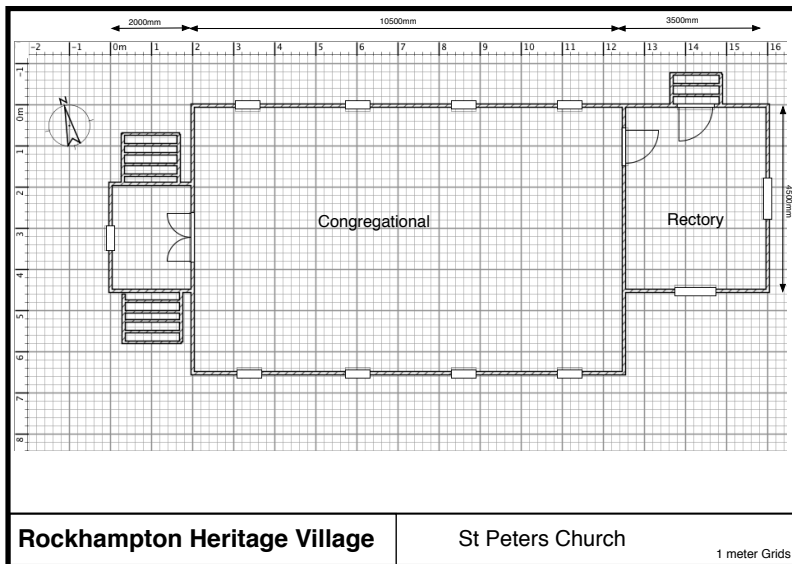 2000mm
10500mm
3500mm
-2 -1 0m 1 2 3 4 5 6 7 8 9 10 11 12 13 14 15 16
-1
0m
1
2
3
4
5
6
7
8
N
4500mm
Congregational
Rectory
Rockhampton Heritage Village
St Peters Church
1 meter Grids